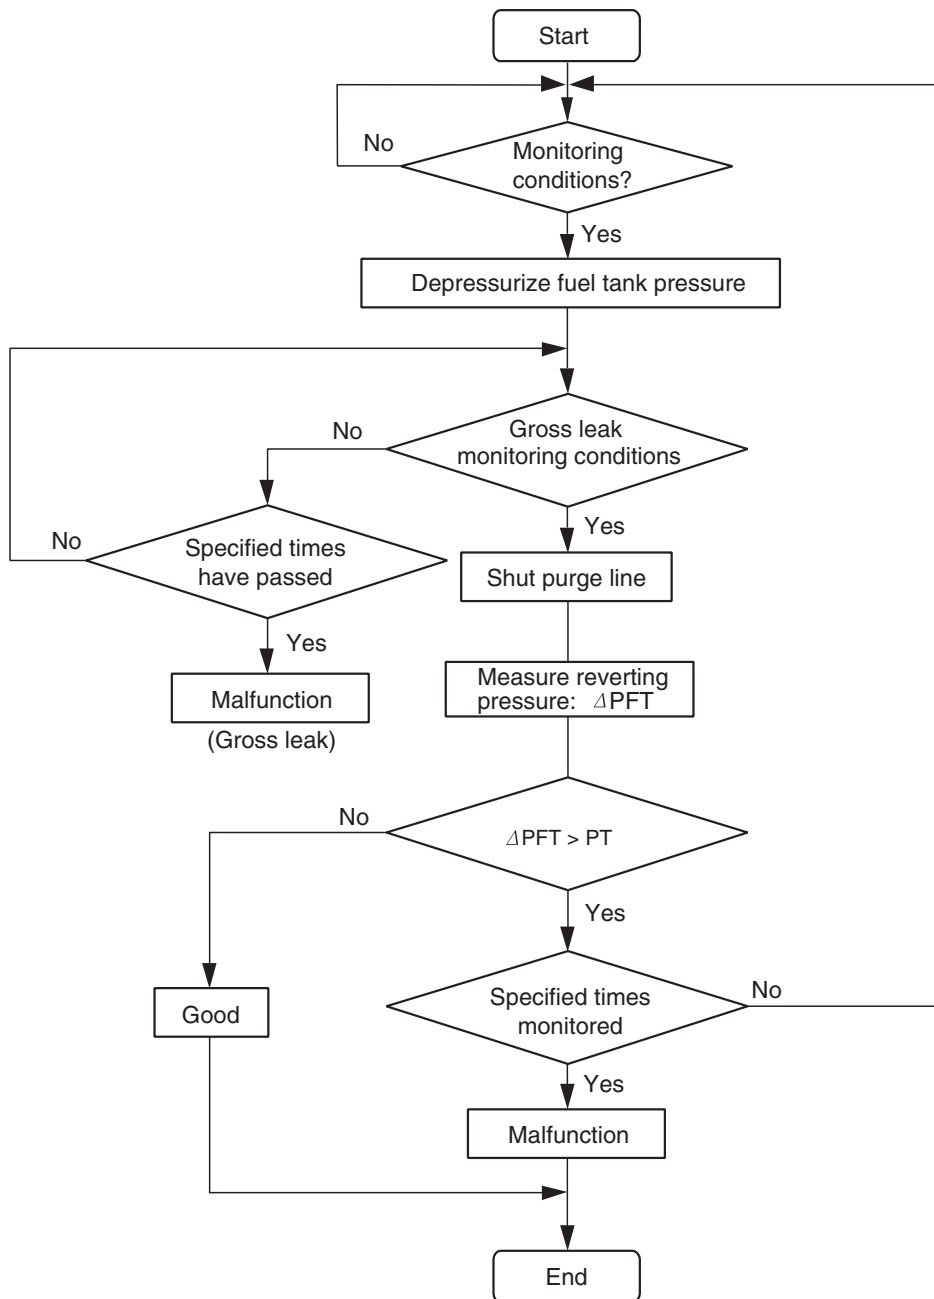 Start
No
Monitoring
conditions?
Yes
Depressurize fuel tank pressure
No
Gross leak
monitoring conditions
Yes
No
Specified times
have passed
Shut purge line
Yes
Measure reverting
pressure: ΔPFT
Malfunction
(Gross leak)
No
ΔPFT > PT
Yes
Specified times
monitored
No
Good
Yes
Malfunction
End